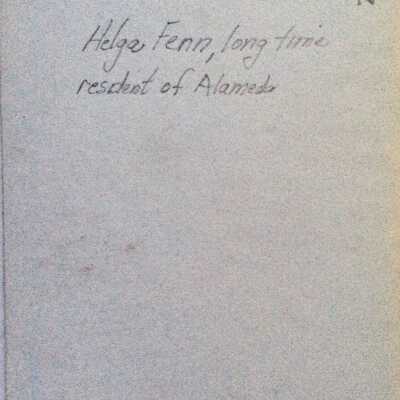 Helga Fenn, long time
resident of Alameda